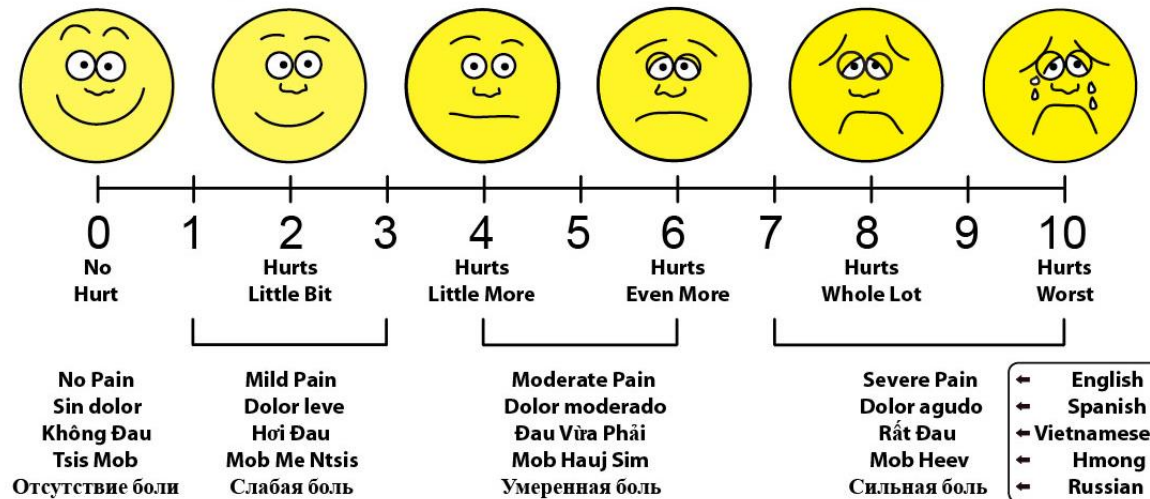 0 1 2 3 4 5 6 7 8 9 10
No Hurts Hurts Hurts Hurts Hurts
Hurt Little Bit Little More Even More Whole Lot Worst
No Pain Mild Pain Moderate Pain Severe Pain English
Sin dolor Dolor leve Dolor moderado Dolor agudo Spanish
Không Đau Hơi Đau Đau Vừa Phải Rất Đau Vietnamese
Tsis Mob Mob Me Ntsis Mob Hauj Sim Mob Heev Hmong
Отсутствие боли Слабая боль Умеренная боль Сильная боль Russian